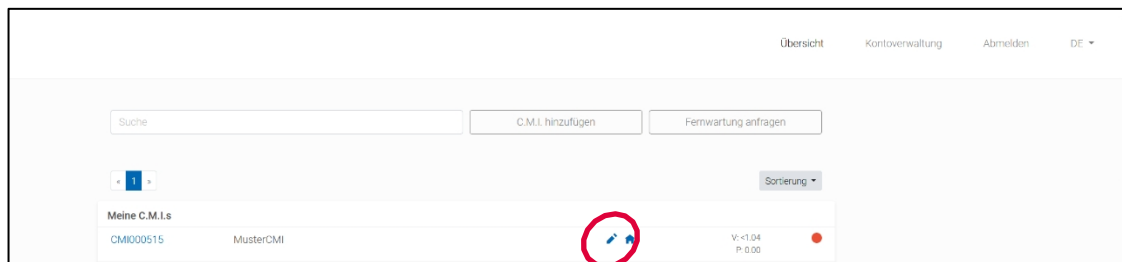 Übersicht Kontoverwaltung Abmelden DE
Suche C.M.I. hinzufügen Fernwartung anfragen
« 1 » Sortierung
Meine C.M.I.s
CMI000515 MusterCMI V: <1.04
P: 0.00